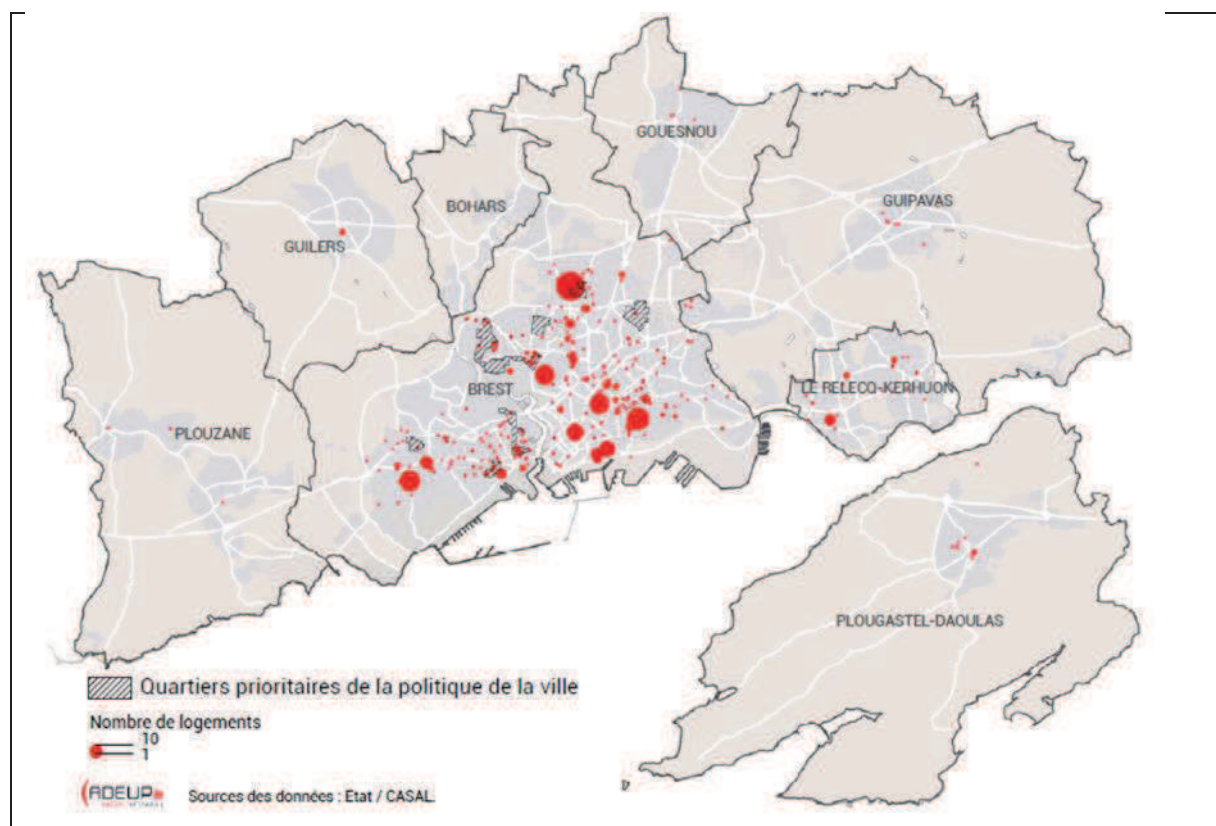 GOUESNOU
BOHARS
GUIPAVAS
GUILERS
LE RELECQ-KERHUON
BREST
PLOUZANE
PLOUGASTEL-DAOULAS
Quartiers prioritaires de la politique de la ville
Nombre de logements
10
1
ADEUPa
Sources des données : Etat / CASAL.